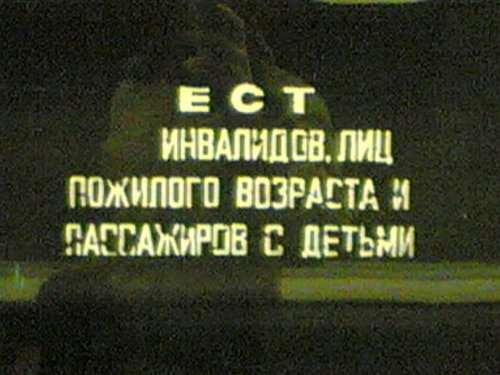 ЕСТ
ИНВАЛИДОВ, ЛИЦ
ПОЖИЛОГО ВОЗРАСТА И
ПАССАЖИРОВ С ДЕТЬМИ